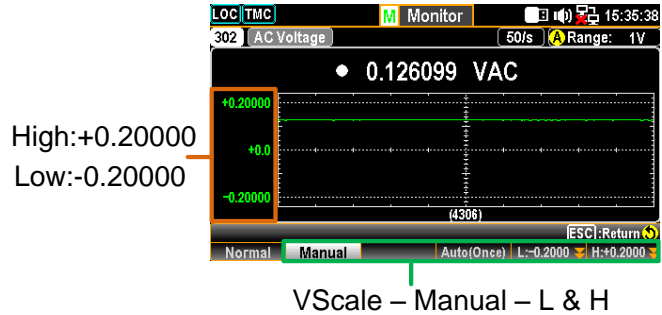 LOC TMC M Monitor 15:35:38
302 AC Voltage 50/s A Range: 1V
0.126099 VAC
+0.20000
High:+0.20000
+0.0
Low:-0.20000
-0.20000
(4306)
ESC :Return
Normal Manual Auto(Once) L:-0.2000 H:+0.2000
VScale – Manual – L & H